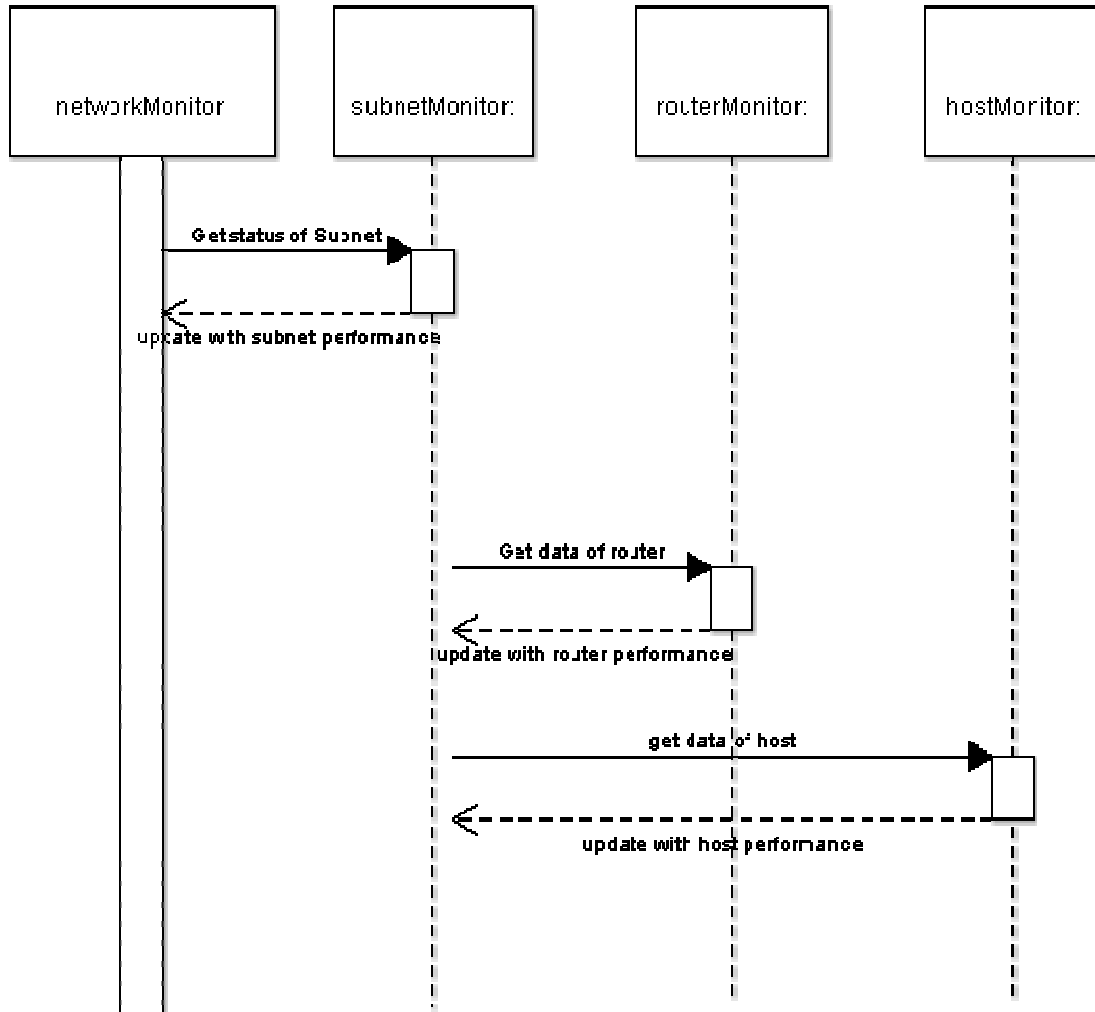 networkMonitor
subnetMonitor:
routerMonitor:
hostMonitor:
Getstatus of Subnet
update with subnet performance
Get data of router
update with router performance
get data of host
update with host performance